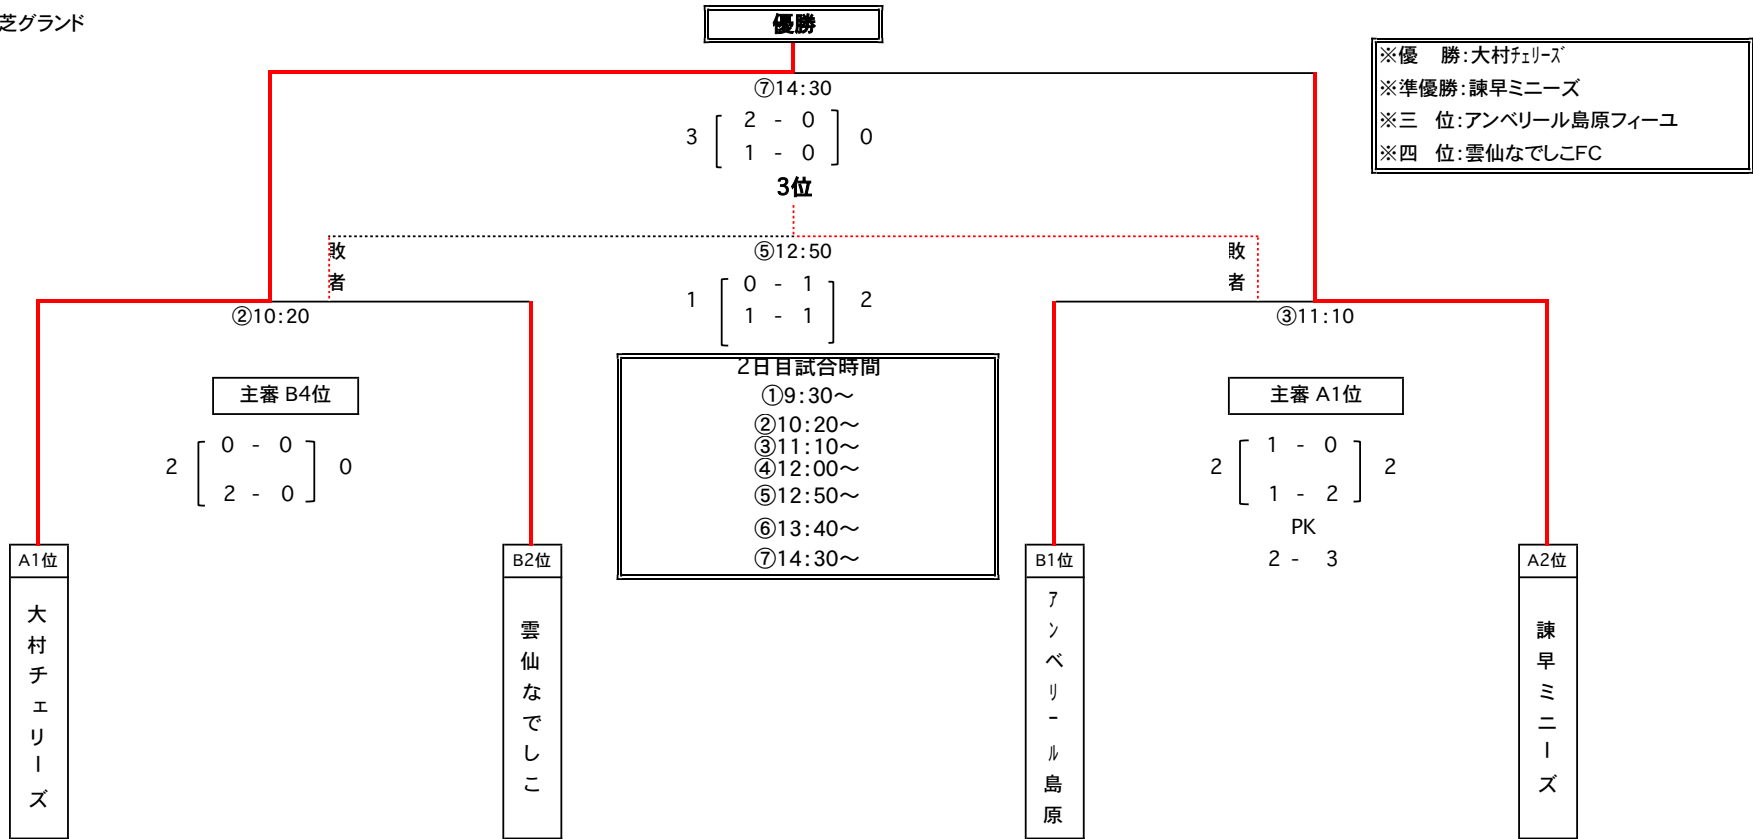 芝グランド
優勝
※優　勝：大村ﾁｪﾘｰｽﾞ
※準優勝：諫早ミニーズ
※三　位：アンベリール島原フィーユ
※四　位：雲仙なでしこFC
⑦14：30
3 2 - 0 0
1 - 0
3位
敗者
⑤12：50
敗者
1 0 - 1 2
1 - 1
②10：20
③11：10
2日目試合時間
①9：30～
②10：20～
③11：10～
④12：00～
⑤12：50～
⑥13：40～
⑦14：30～
主審 B4位
2 0 - 0 0
2 - 0
主審 A1位
2 1 - 0 2
1 - 2
PK
2 - 3
A1位
大村チェリーズ
B2位
雲仙なでしこ
B1位
ｱﾝベﾘｰﾙ島原
A2位
諫早ミニーズ